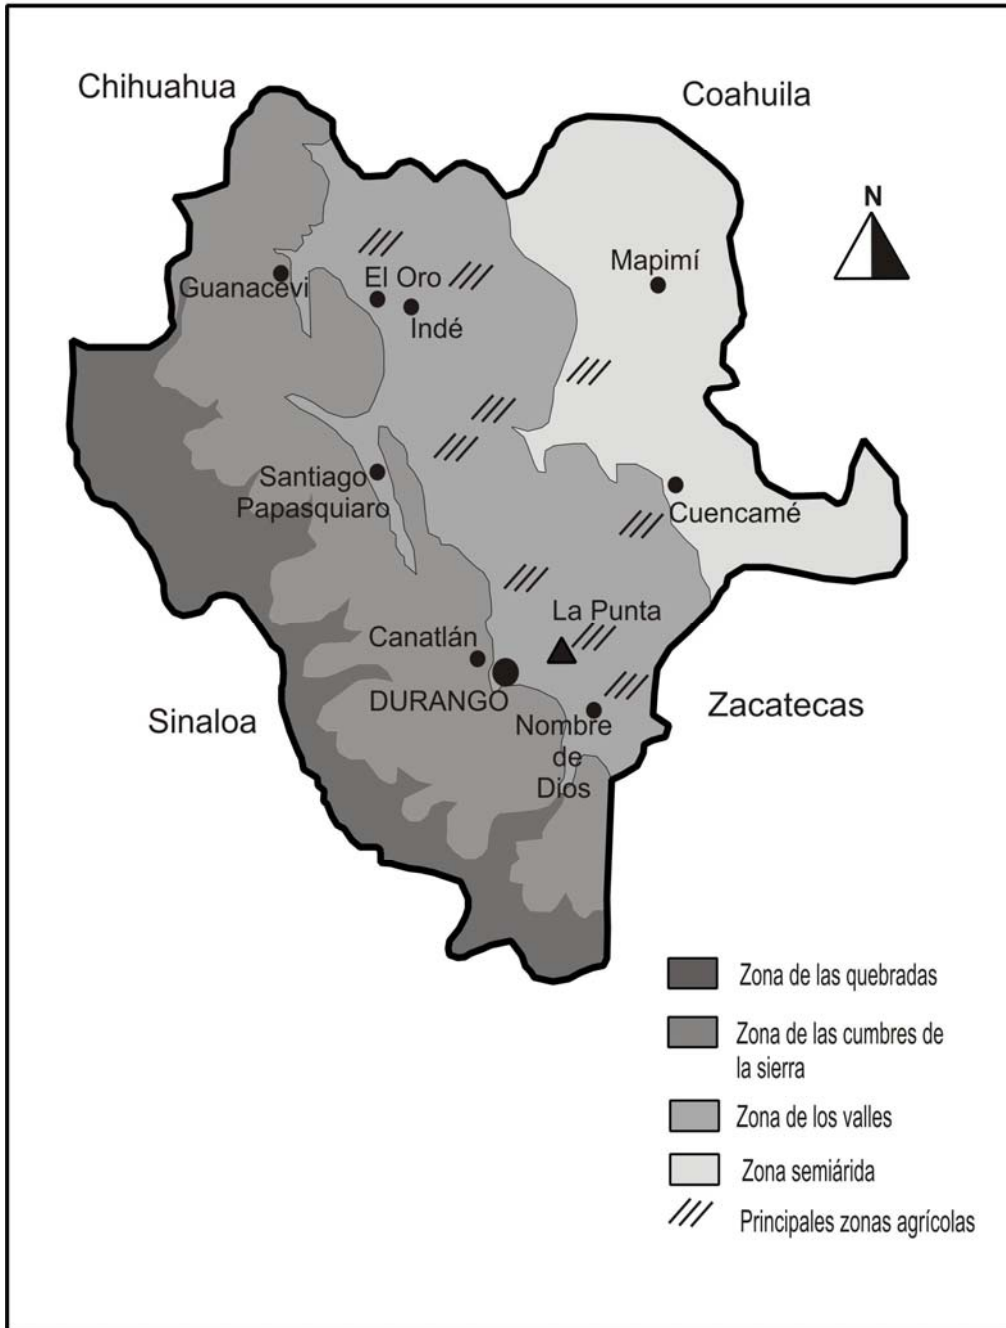 Chihuahua
Coahuila
N
Mapimí
El Oro
Guanacevi
Indé
Santiago
Papasquiaro
Cuencamé
La Punta
Canatlán
DURANGO
Zacatecas
Sinaloa
Nombre
de
Dios
Zona de las quebradas
Zona de las cumbres de
la sierra
Zona de los valles
Zona semiárida
Principales zonas agrícolas